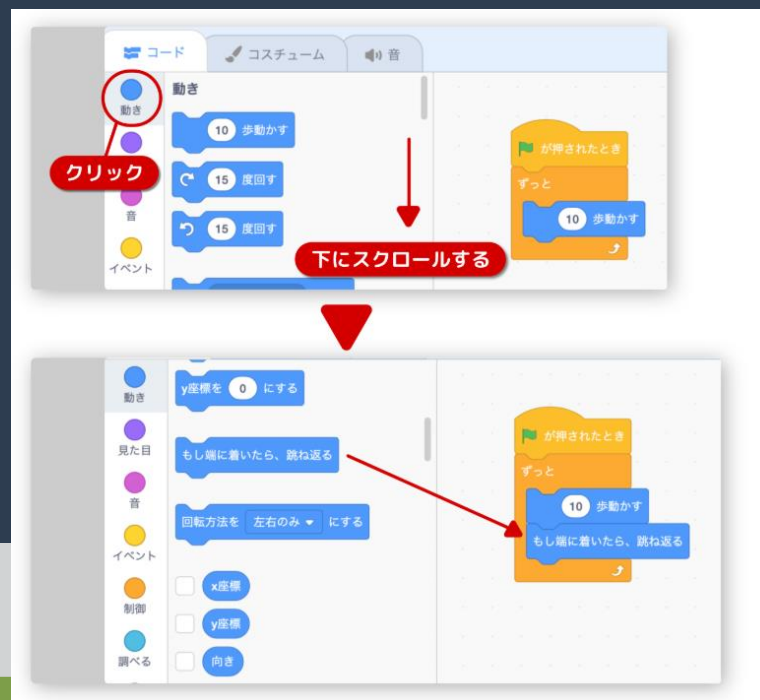 コード
コスチューム
音
動き
動き
10 歩動かす
クリック
15 度回す
音
15 度回す
イベント
下にスクロールする
が押されたとき
ずっと
10 歩動かす
動き
見た目
音
イベント
制御
調べる
y座標を 0 にする
もし端に着いたら、跳ね返る
回転方法を 左右のみ にする
x座標
y座標
向き
が押されたとき
ずっと
10 歩動かす
もし端に着いたら、跳ね返る